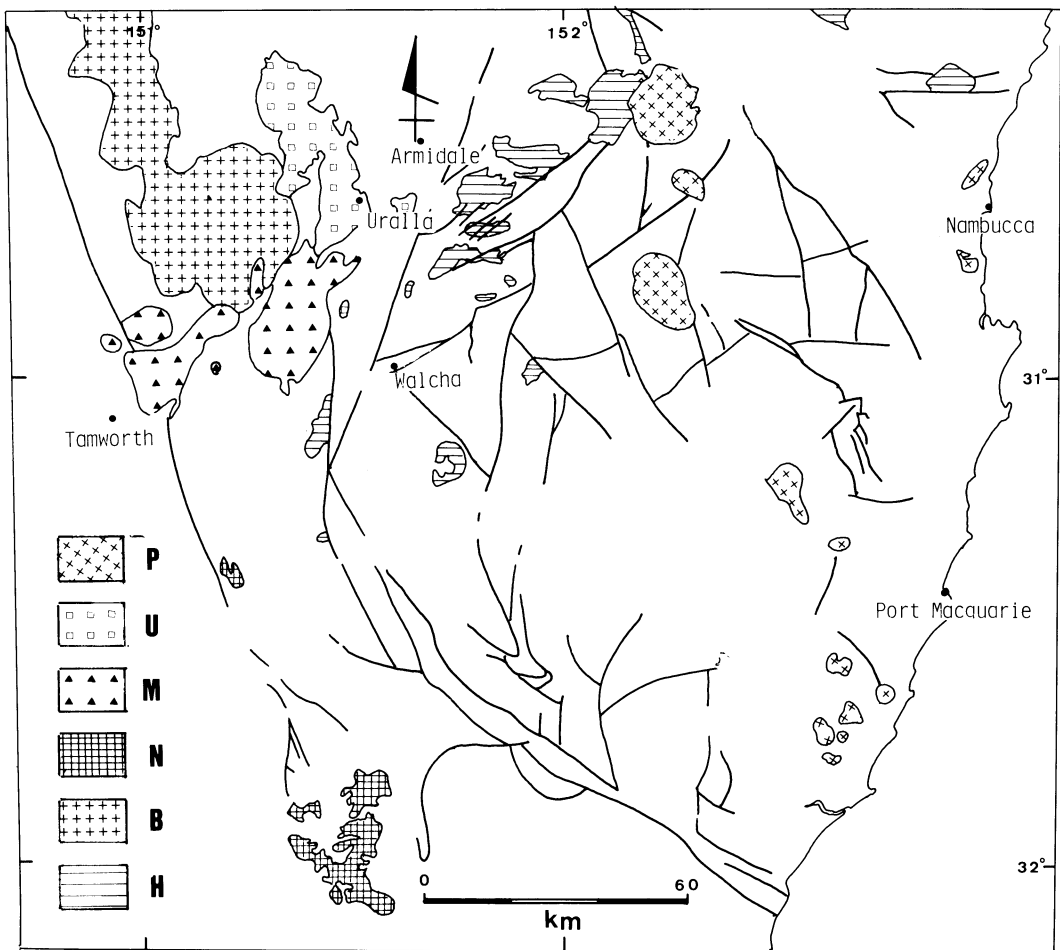 151°
152°
Armidale
Uralla
Nambucca
Walcha
31°
Tamworth
P
Port Macquarie
U
M
N
B
32°
H
0 60
km